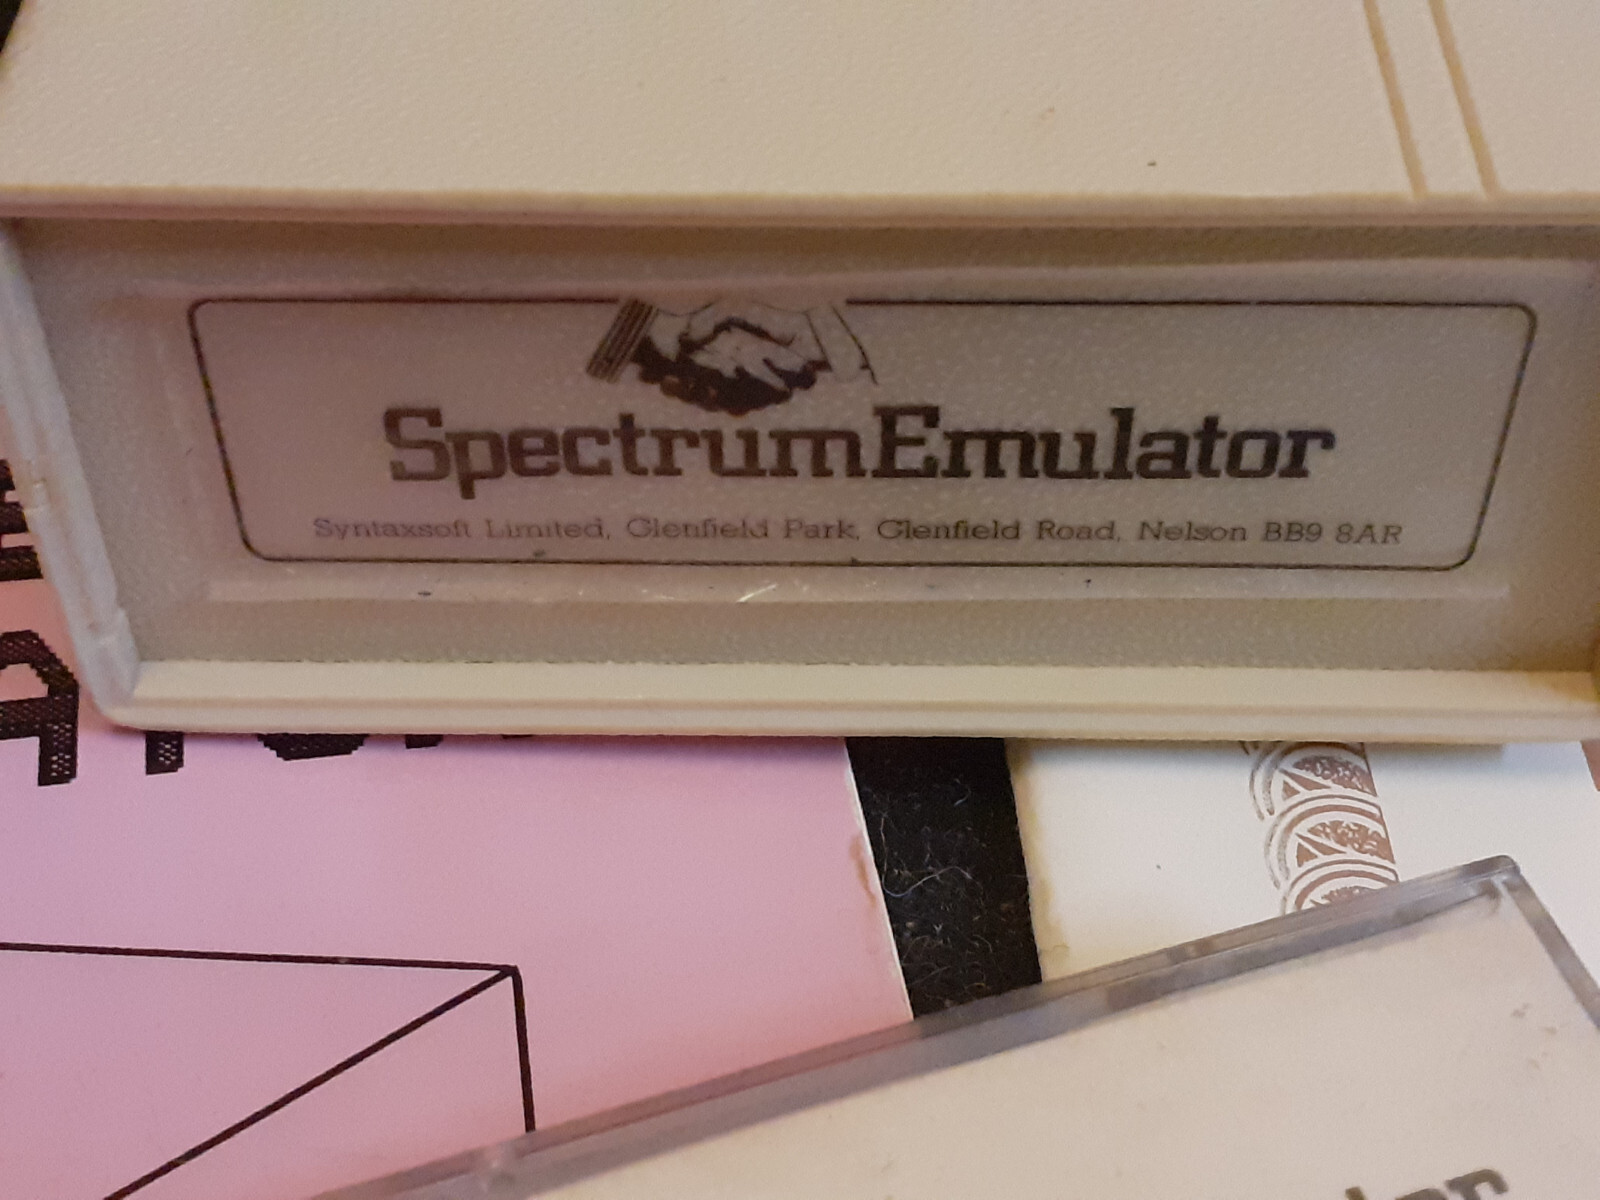 SpectrumEmulator
Syntaxsoft Limited, Glenfield Park, Glenfield Road, Nelson BB9 8AR